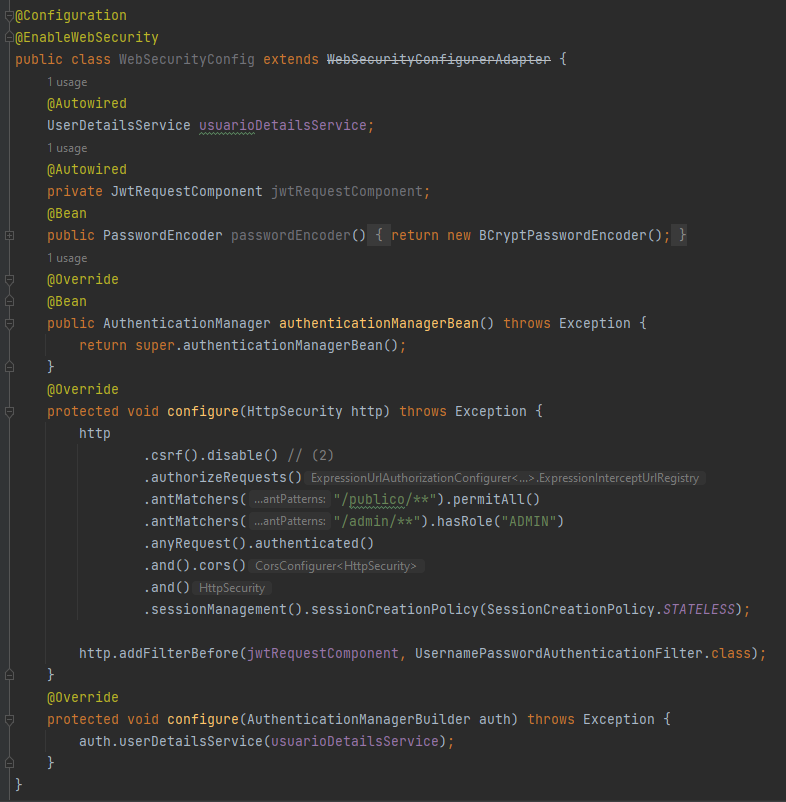 @Configuration
@EnableWebSecurity
public class WebSecurityConfig extends WebSecurityConfigurerAdapter {
1 usage
@Autowired
UserDetailsService usuarioDetailsService;
1 usage
@Autowired
private JwtRequestComponent jwtRequestComponent;
@Bean
public PasswordEncoder passwordEncoder() { return new BCryptPasswordEncoder(); }
1 usage
@Override
@Bean
public AuthenticationManager authenticationManagerBean() throws Exception {
return super.authenticationManagerBean();
}
@Override
protected void configure(HttpSecurity http) throws Exception {
http
.csrf().disable() // (2)
.authorizeRequests() ExpressionUrlAuthorizationConfigurer<...>.ExpressionInterceptUrlRegistry
.antMatchers( ...antPatterns: "/publico/**").permitAll()
.antMatchers( ...antPatterns: "/admin/**").hasRole("ADMIN")
.anyRequest().authenticated()
.and().cors() CorsConfigurer<HttpSecurity>
.and() HttpSecurity
.sessionManagement().sessionCreationPolicy(SessionCreationPolicy.STATELESS);
http.addFilterBefore(jwtRequestComponent, UsernamePasswordAuthenticationFilter.class);
}
@Override
protected void configure(AuthenticationManagerBuilder auth) throws Exception {
auth.userDetailsService(usuarioDetailsService);
}
}